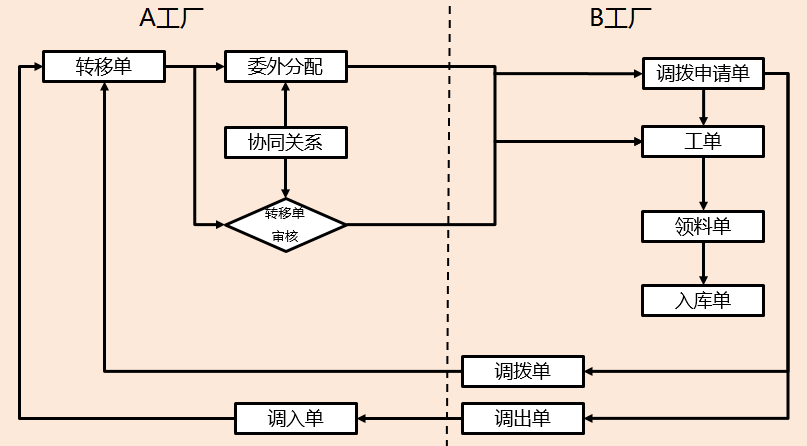 A工厂
B工厂
转移单
委外分配
调拨申请单
协同关系
工单
转移单
审核
领料单
入库单
调拨单
调入单
调出单